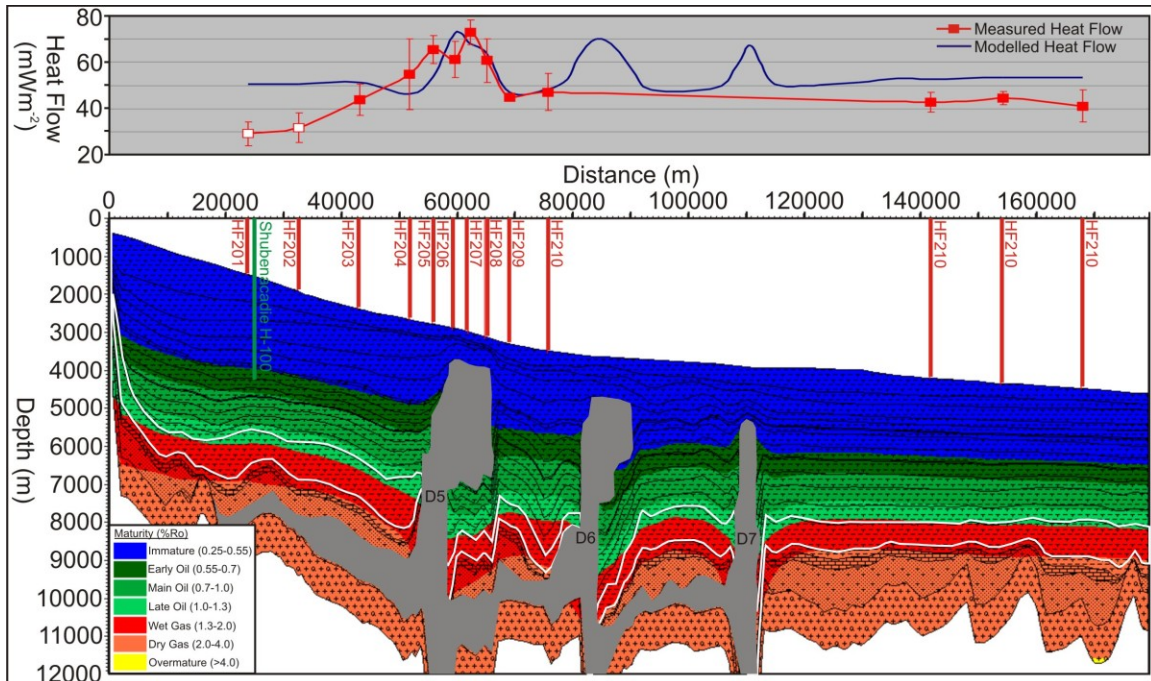 Heat Flow
(mWm⁻²)
80
60
40
20
Measured Heat Flow
Modelled Heat Flow
Distance (m)
0 20000 40000 60000 80000 100000 120000 140000 160000
Depth (m)
0
1000
2000
3000
4000
5000
6000
7000
8000
9000
10000
11000
12000
HF201
Shubenacadie H-100
HF202
HF203
HF204
HF205
HF206
HF207
HF208
HF209
HF210
HF210
HF210
HF210
D5
D6
D7
Maturity (%Ro)
Immature (0.25-0.55)
Early Oil (0.55-0.7)
Main Oil (0.7-1.0)
Late Oil (1.0-1.3)
Wet Gas (1.3-2.0)
Dry Gas (2.0-4.0)
Overmature (>4.0)